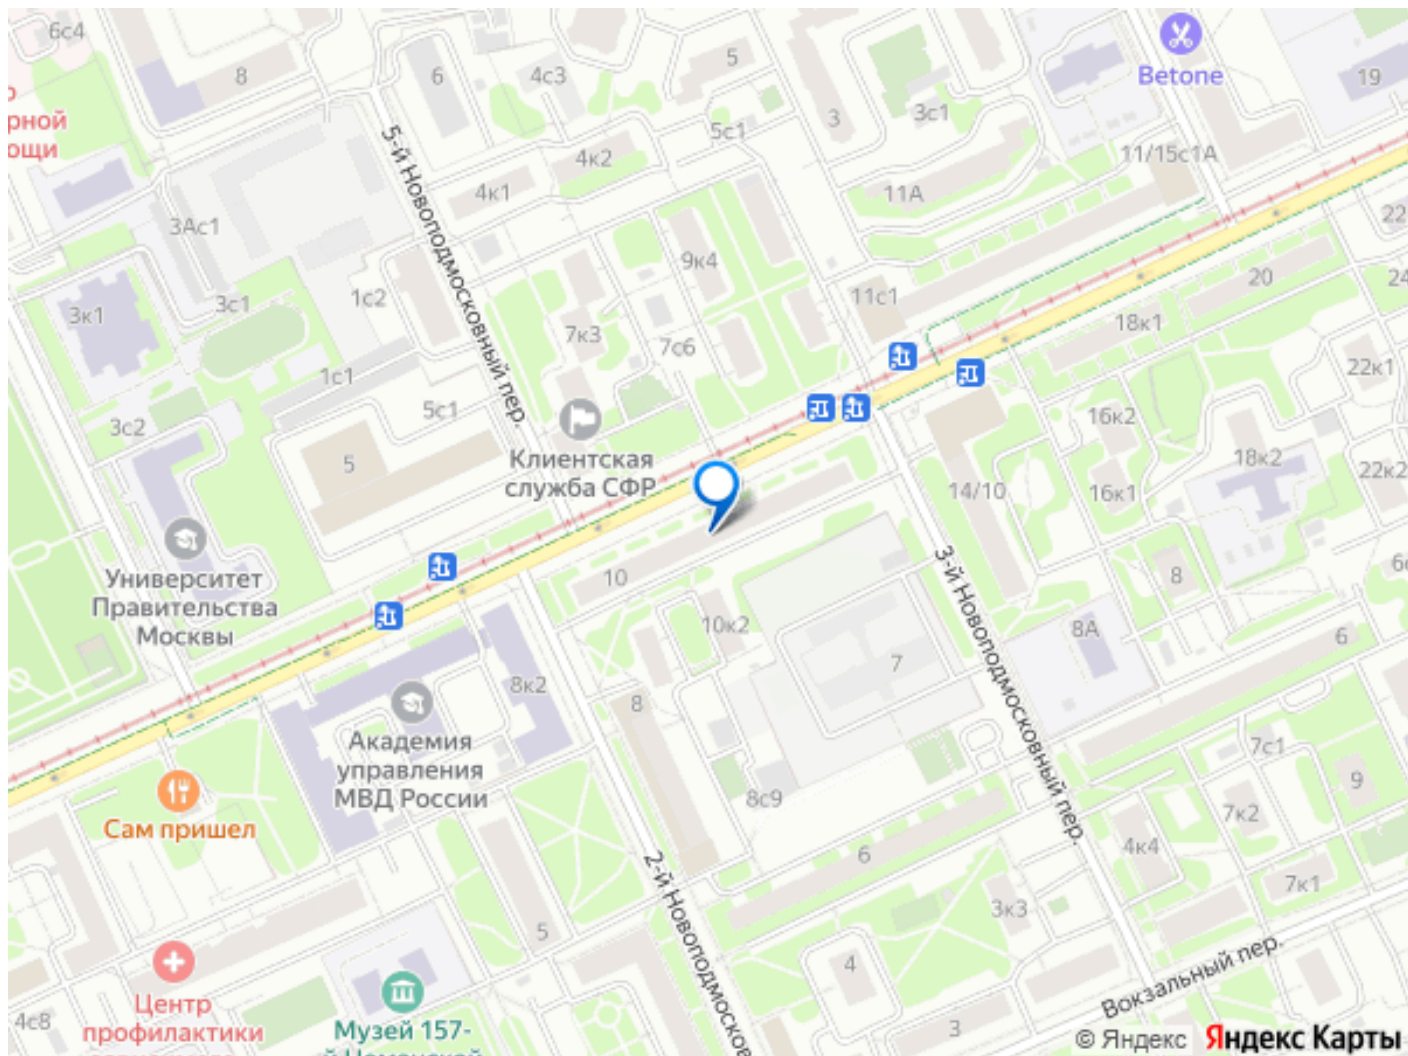 6с4
8
6
4с3
5
Betone
19
о
рной
ощи
5-й Новоподмосковный пер.
4к2
5с1
3
3с1
11/15с1А
4к1
11А
3Ас1
9к4
22
3к1
3с1
1с2
7к3
7с6
11с1
20
24
18к1
1с1
22к1
3с2
5с1
16к2
5
Клиентская
служба СФР
14/10
16к1
18к2
22к2
Университет
Правительства
Москвы
10
10к2
3-й Новоподмосковный пер.
8
8А
6
7
8к2
8
Академия
управления
МВД России
7с1
9
Сам пришел
8с9
7к2
4к4
6
7к1
2-й Новоподмосков
3к3
5
4
Вокзальный пер.
Центр
профилактики
4с8
Музей 157-
3
© Яндекс Яндекс Карты